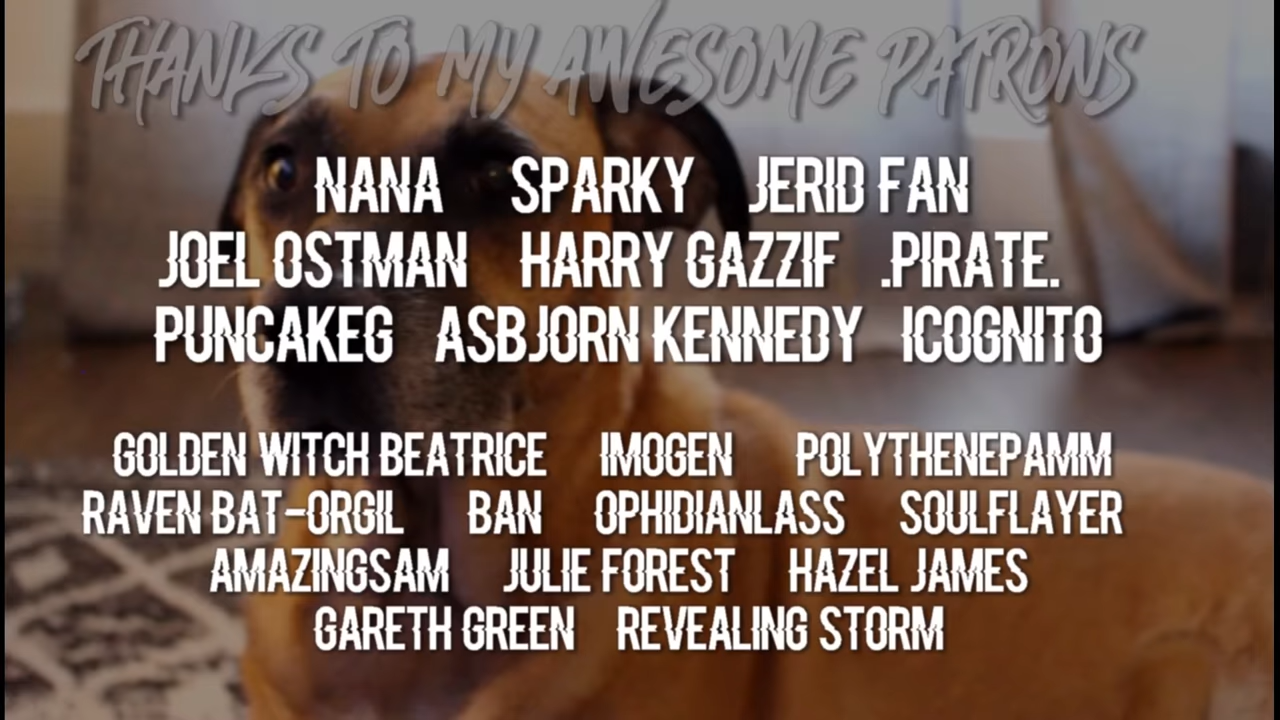 THANKS TO MY AWESOME PATRONS
NANA SPARKY JERID FAN
JOEL OSTMAN HARRY GAZZIF .PIRATE.
PUNCAKEG ASBJORN KENNEDY ICOGNITO
GOLDEN WITCH BEATRICE IMOGEN POLYTHENEPAMM
RAVEN BAT-ORGIL BAN OPHIDIANLASS SOULFLAYER
AMAZINGSAM JULIE FOREST HAZEL JAMES
GARETH GREEN REVEALING STORM